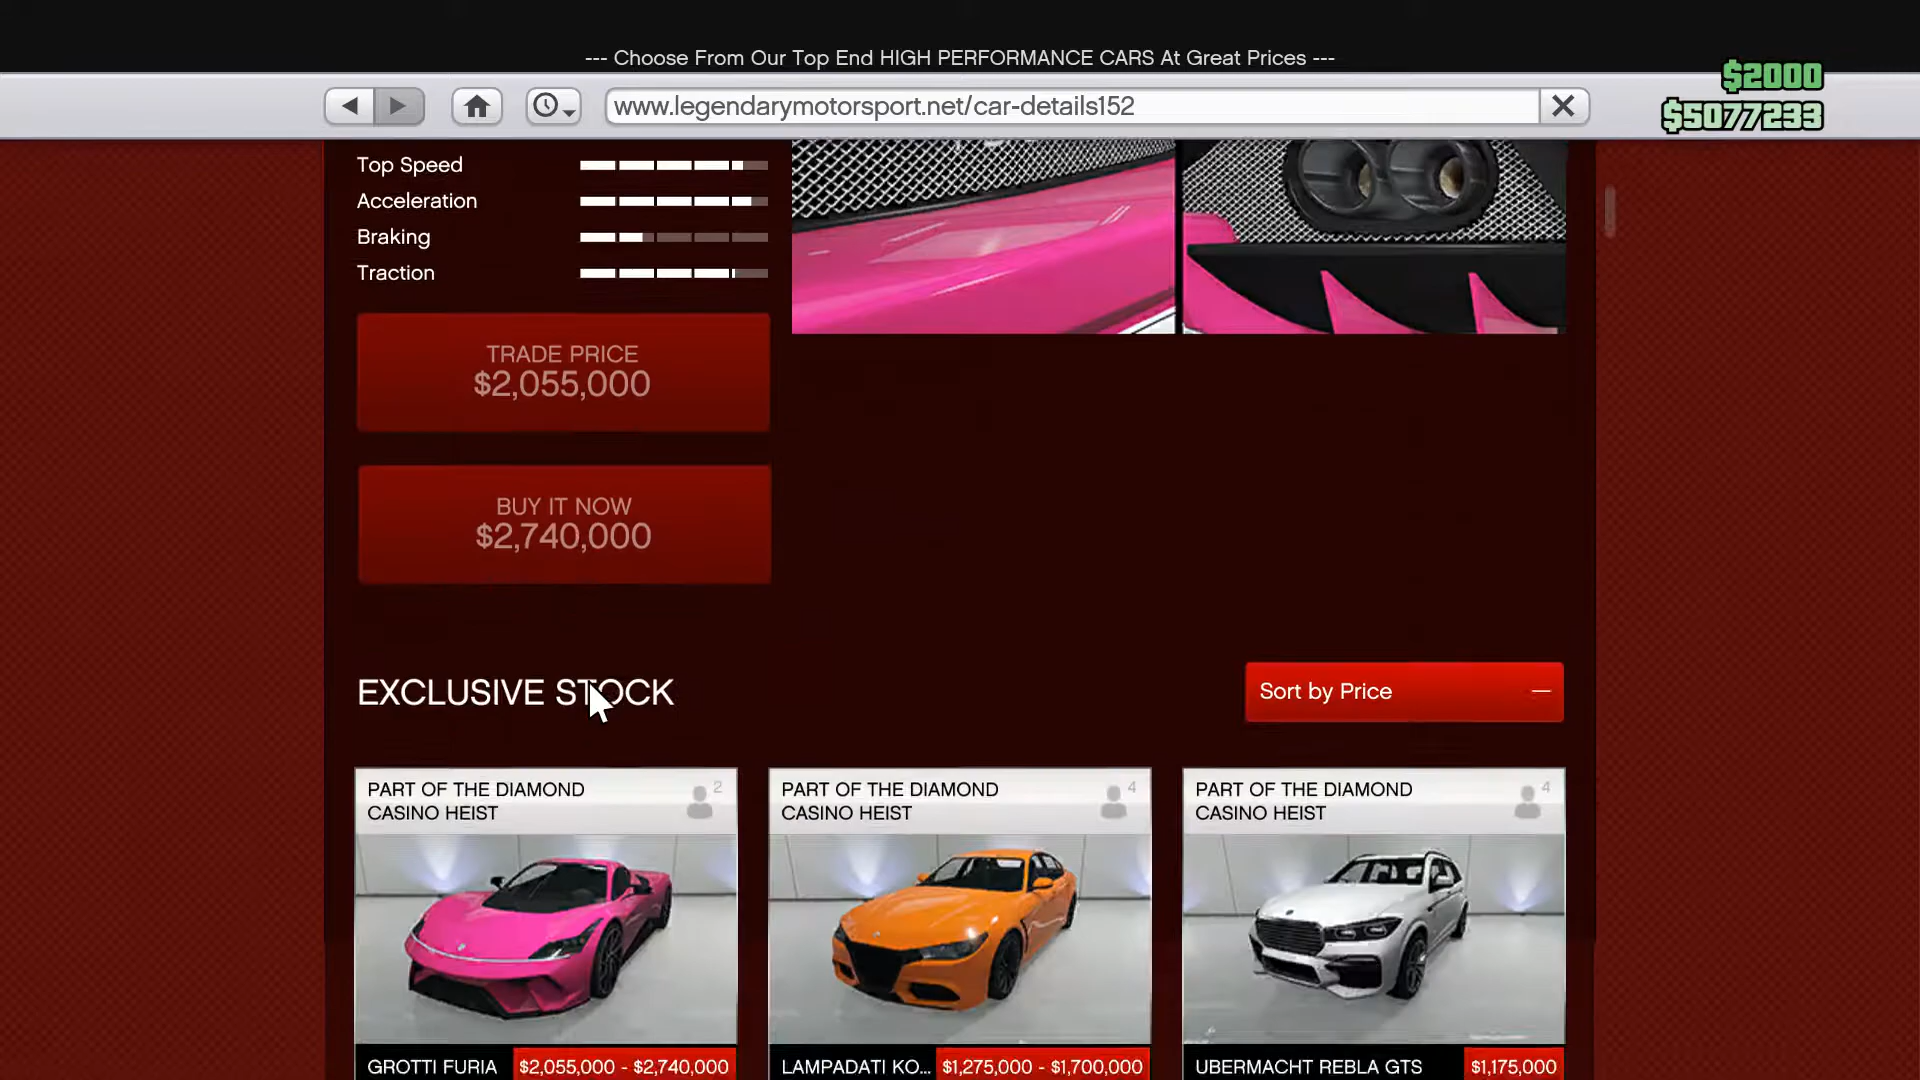 --- Choose From Our Top End HIGH PERFORMANCE CARS At Great Prices ---
$2000
www.legendarymotorsport.net/car-details152
$5077233
Top Speed
Acceleration
Braking
Traction
TRADE PRICE
$2,055,000
BUY IT NOW
$2,740,000
EXCLUSIVE STOCK
Sort by Price
PART OF THE DIAMOND
CASINO HEIST
2
PART OF THE DIAMOND
CASINO HEIST
4
PART OF THE DIAMOND
CASINO HEIST
4
GROTTI FURIA
$2,055,000 - $2,740,000
LAMPADATI KO...
$1,275,000 - $1,700,000
UBERMACHT REBLA GTS
$1,175,000